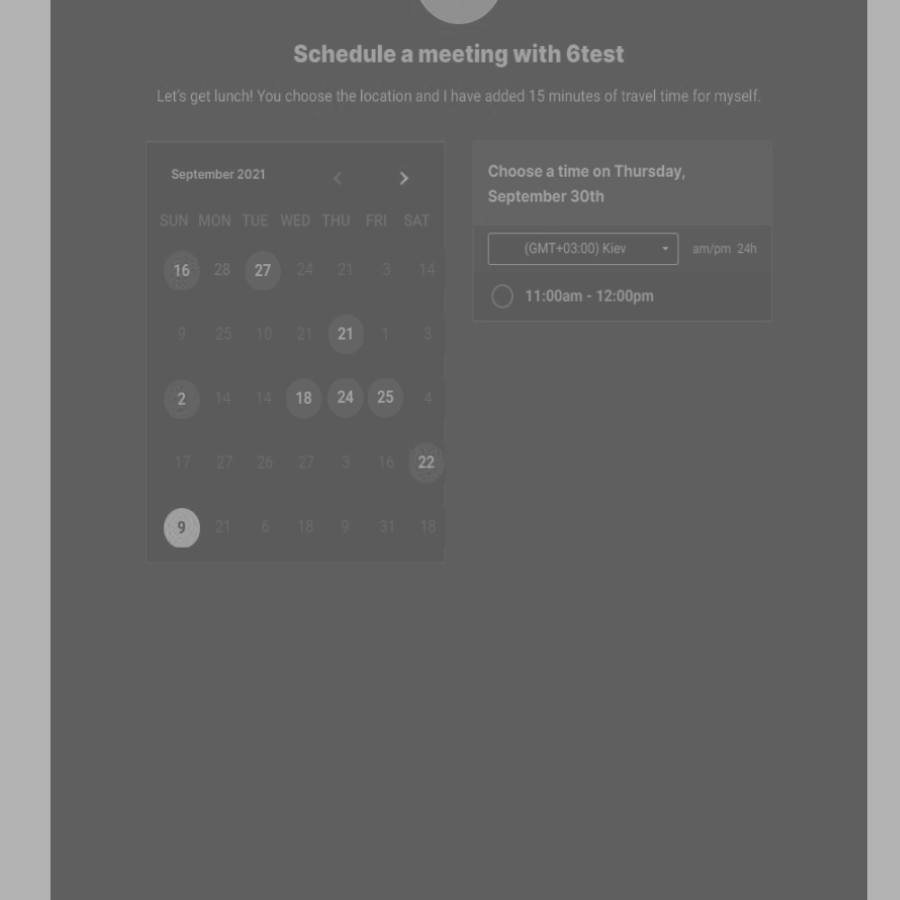 Schedule a meeting with 6test
Let's get lunch! You choose the location and I have added 15 minutes of travel time for myself.
September 2021
SUN MON TUE WED THU FRI SAT
16 28 27 24 21 3 14
9 25 10 21 21 1 3
2 14 14 18 24 25 4
17 27 26 27 3 16 22
9 21 6 18 9 31 18
Choose a time on Thursday,
September 30th
(GMT+03:00) Kiev am/pm 24h
11:00am - 12:00pm